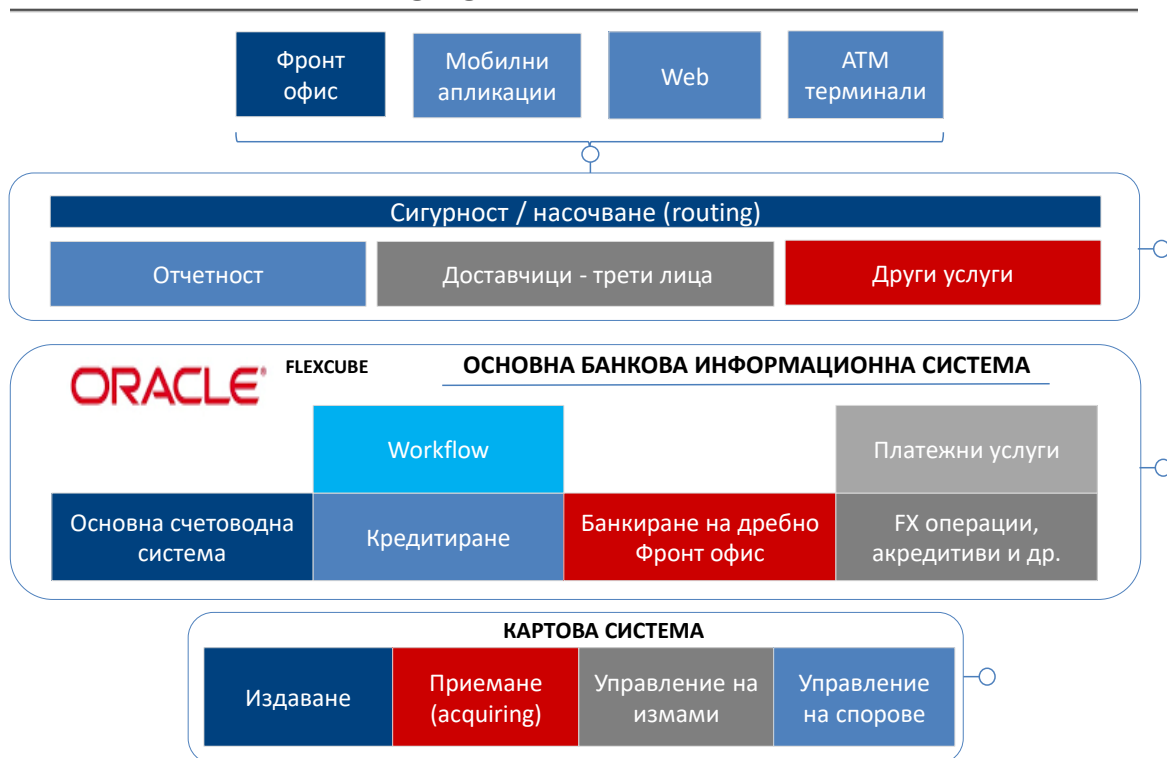 Фронт
офис
Мобилни
апликации
Web
АТМ
терминали
Сигурност / насочване (routing)
Отчетност
Доставчици - трети лица
Други услуги
ORACLE®
FLEXCUBE
ОСНОВНА БАНКОВА ИНФОРМАЦИОННА СИСТЕМА
Workflow
Платежни услуги
Основна счетоводна
система
Кредитиране
Банкиране на дребно
Фронт офис
FX операции,
акредитиви и др.
КАРТОВА СИСТЕМА
Издаване
Приемане
(acquiring)
Управление на
измами
Управление
на спорове